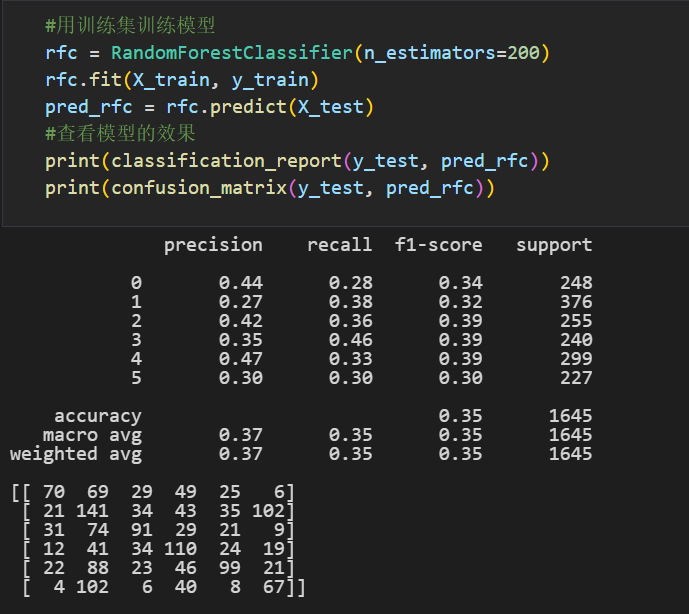 #用训练集训练模型
rfc = RandomForestClassifier(n_estimators=200)
rfc.fit(X_train, y_train)
pred_rfc = rfc.predict(X_test)
#查看模型的效果
print(classification_report(y_test, pred_rfc))
print(confusion_matrix(y_test, pred_rfc))
precision recall f1-score support
0 0.44 0.28 0.34 248
1 0.27 0.38 0.32 376
2 0.42 0.36 0.39 255
3 0.35 0.46 0.39 240
4 0.47 0.33 0.39 299
5 0.30 0.30 0.30 227
accuracy 0.35 1645
macro avg 0.37 0.35 0.35 1645
weighted avg 0.37 0.35 0.35 1645
[[ 70 69 29 49 25 6]
[ 21 141 34 43 35 102]
[ 31 74 91 29 21 9]
[ 12 41 34 110 24 19]
[ 22 88 23 46 99 21]
[ 4 102 6 40 8 67]]